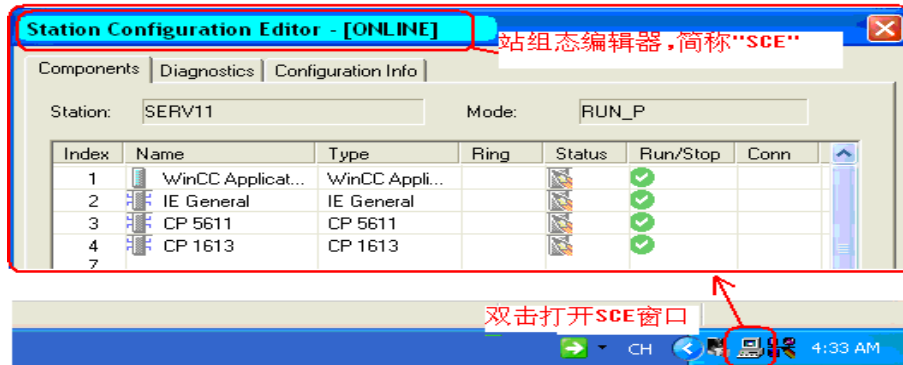 Station Configuration Editor - [ONLINE]
站组态编辑器,简称"SCE"
Components Diagnostics Configuration Info
Station: SERV11 Mode: RUN_P
Index Name Type Ring Status Run/Stop Conn
1 WinCC Applicat... WinCC Appli...
2 IE General IE General
3 CP 5611 CP 5611
4 CP 1613 CP 1613
7
双击打开SCE窗口
CH 4:33 AM